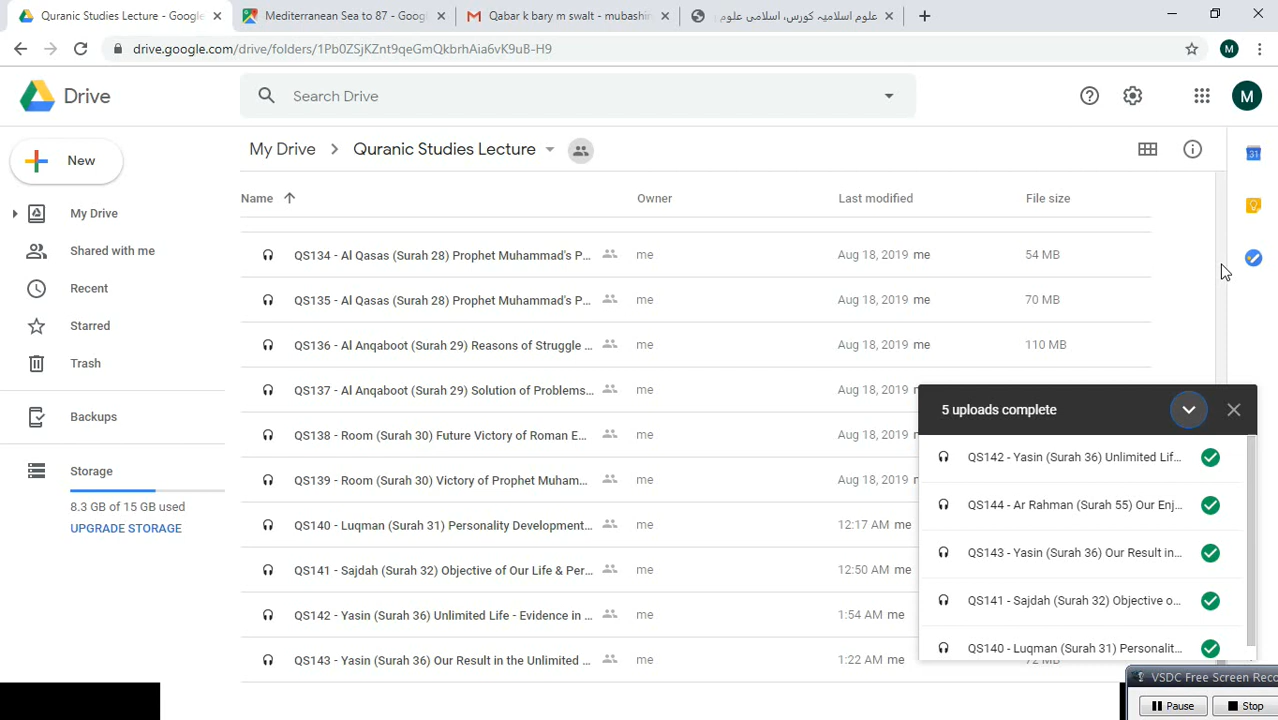 Quranic Studies Lecture - Google
Mediterranean Sea to 87 - Googl
Qabar k bary m swalt - mubashir
علوم اسلامیہ کورس، اسلامی علوم
drive.google.com/drive/folders/1Pb0ZSjKZnt9qeGmQkbrhAia6vK9uB-H9
M
Drive
Search Drive
M
New
My Drive
Quranic Studies Lecture
31
Name
Owner
Last modified
File size
My Drive
Shared with me
Recent
Starred
Trash
Backups
Storage
8.3 GB of 15 GB used
UPGRADE STORAGE
QS134 - Al Qasas (Surah 28) Prophet Muhammad's P... me Aug 18, 2019 me 54 MB
QS135 - Al Qasas (Surah 28) Prophet Muhammad's P... me Aug 18, 2019 me 70 MB
QS136 - Al Anqaboot (Surah 29) Reasons of Struggle ... me Aug 18, 2019 me 110 MB
QS137 - Al Anqaboot (Surah 29) Solution of Problems... me Aug 18, 2019
QS138 - Room (Surah 30) Future Victory of Roman E... me Aug 18, 2019
QS139 - Room (Surah 30) Victory of Prophet Muham... me Aug 18, 2019
QS140 - Luqman (Surah 31) Personality Development... me 12:17 AM me
QS141 - Sajdah (Surah 32) Objective of Our Life & Per... me 12:50 AM me
QS142 - Yasin (Surah 36) Unlimited Life - Evidence in ... me 1:54 AM me
QS143 - Yasin (Surah 36) Our Result in the Unlimited ... me 1:22 AM me 72 MB
5 uploads complete
QS142 - Yasin (Surah 36) Unlimited Lif...
QS144 - Ar Rahman (Surah 55) Our Enj...
QS143 - Yasin (Surah 36) Our Result in...
QS141 - Sajdah (Surah 32) Objective o...
QS140 - Luqman (Surah 31) Personalit...
VSDC Free Screen Reco
Pause
Stop